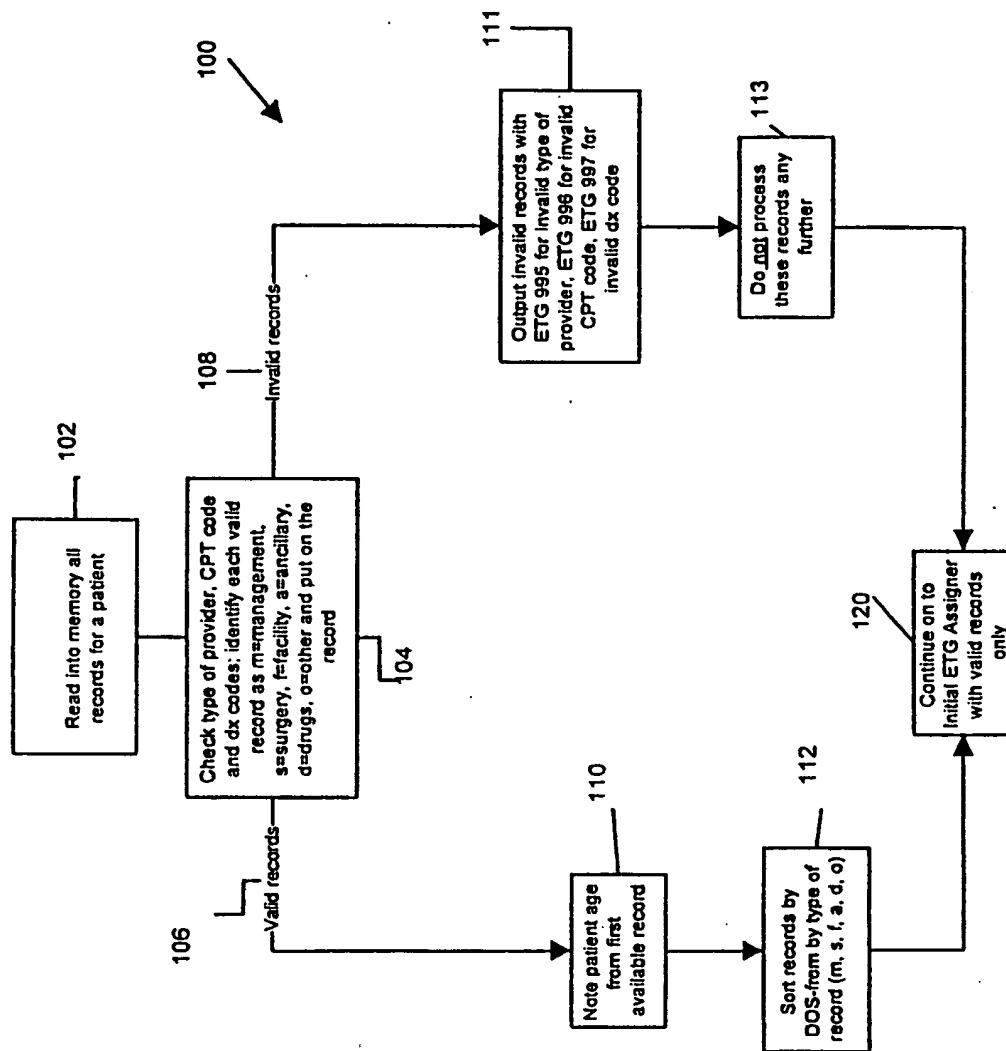 100
102
Read into memory all
records for a patient
Check type of provider, CPT code
and dx codes; identify each valid
record as m=management,
s=surgery, f=facility, a=ancillary,
d=drugs, o=other and put on the
record
104
106
Valid records
108
Invalid records
110
Note patient age
from first
available record
112
Sort records by
DOS-from by type of
record (m, s, f, a, d, o)
111
Output invalid records with
ETG 995 for Invalid type of
provider, ETG 996 for invalid
CPT code, ETG 997 for
invalid dx code
113
Do not process
these records any
further
120
Continue on to
Initial ETG Assigner
with valid records
only